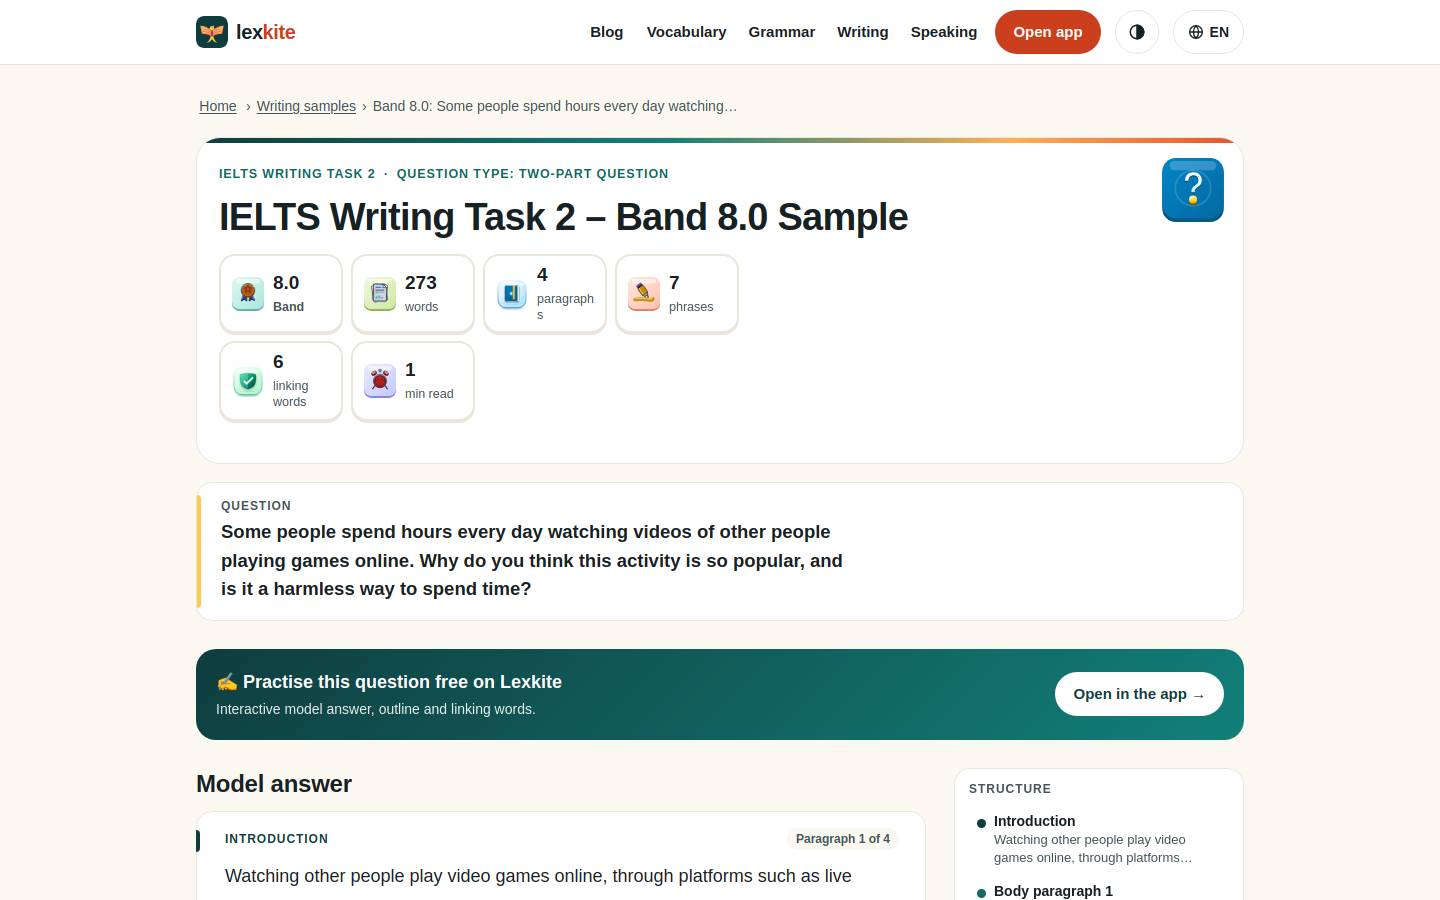 lexkite
Blog
Vocabulary
Grammar
Writing
Speaking
Open app
EN
Home › Writing samples › Band 8.0: Some people spend hours every day watching…
IELTS WRITING TASK 2 · QUESTION TYPE: TWO-PART QUESTION
IELTS Writing Task 2 – Band 8.0 Sample
8.0
Band
273
words
4
paragraph
s
7
phrases
6
linking
words
1
min read
QUESTION
Some people spend hours every day watching videos of other people
playing games online. Why do you think this activity is so popular, and
is it a harmless way to spend time?
✍️ Practise this question free on Lexkite
Interactive model answer, outline and linking words.
Open in the app →
Model answer
INTRODUCTION
Paragraph 1 of 4
Watching other people play video games online, through platforms such as live
STRUCTURE
Introduction
Watching other people play video
games online, through platforms…
Body paragraph 1